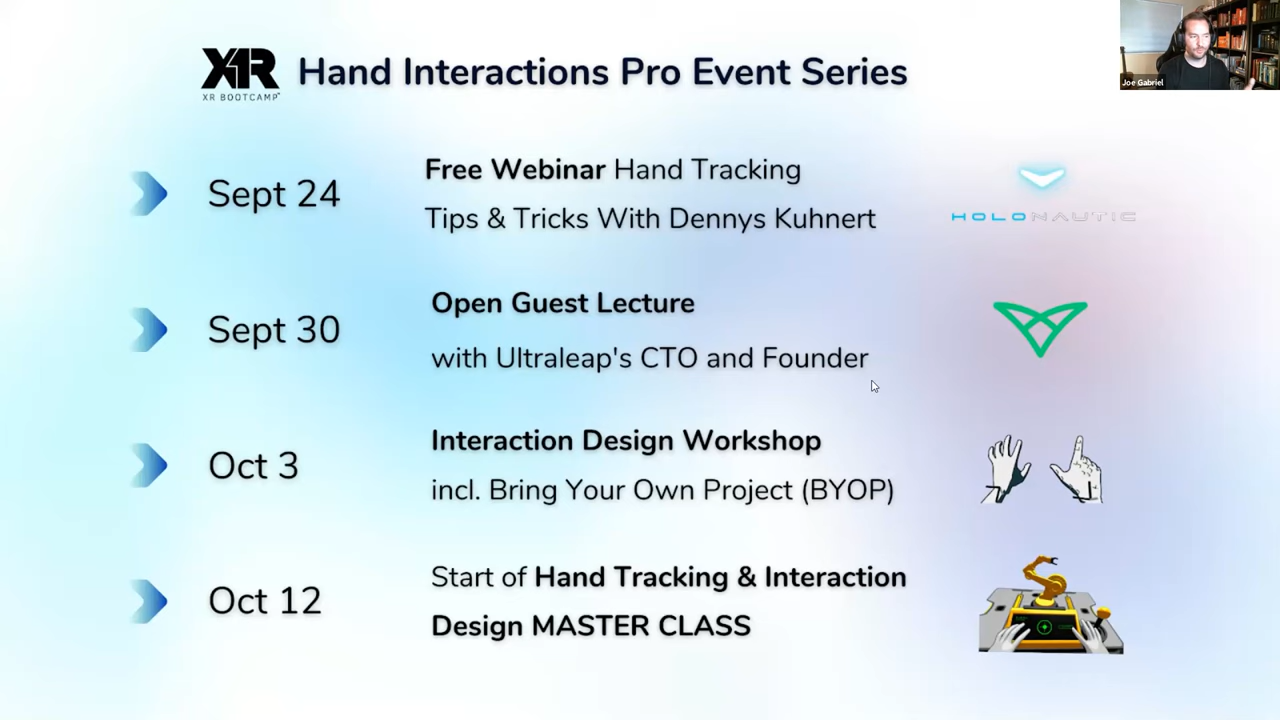 XR
XR BOOTCAMP™
Hand Interactions Pro Event Series
Joe Gabriel
Sept 24
Free Webinar Hand Tracking
Tips & Tricks With Dennys Kuhnert
HOLONAUTIC
Sept 30
Open Guest Lecture
with Ultraleap's CTO and Founder
Oct 3
Interaction Design Workshop
incl. Bring Your Own Project (BYOP)
Oct 12
Start of Hand Tracking & Interaction
Design MASTER CLASS